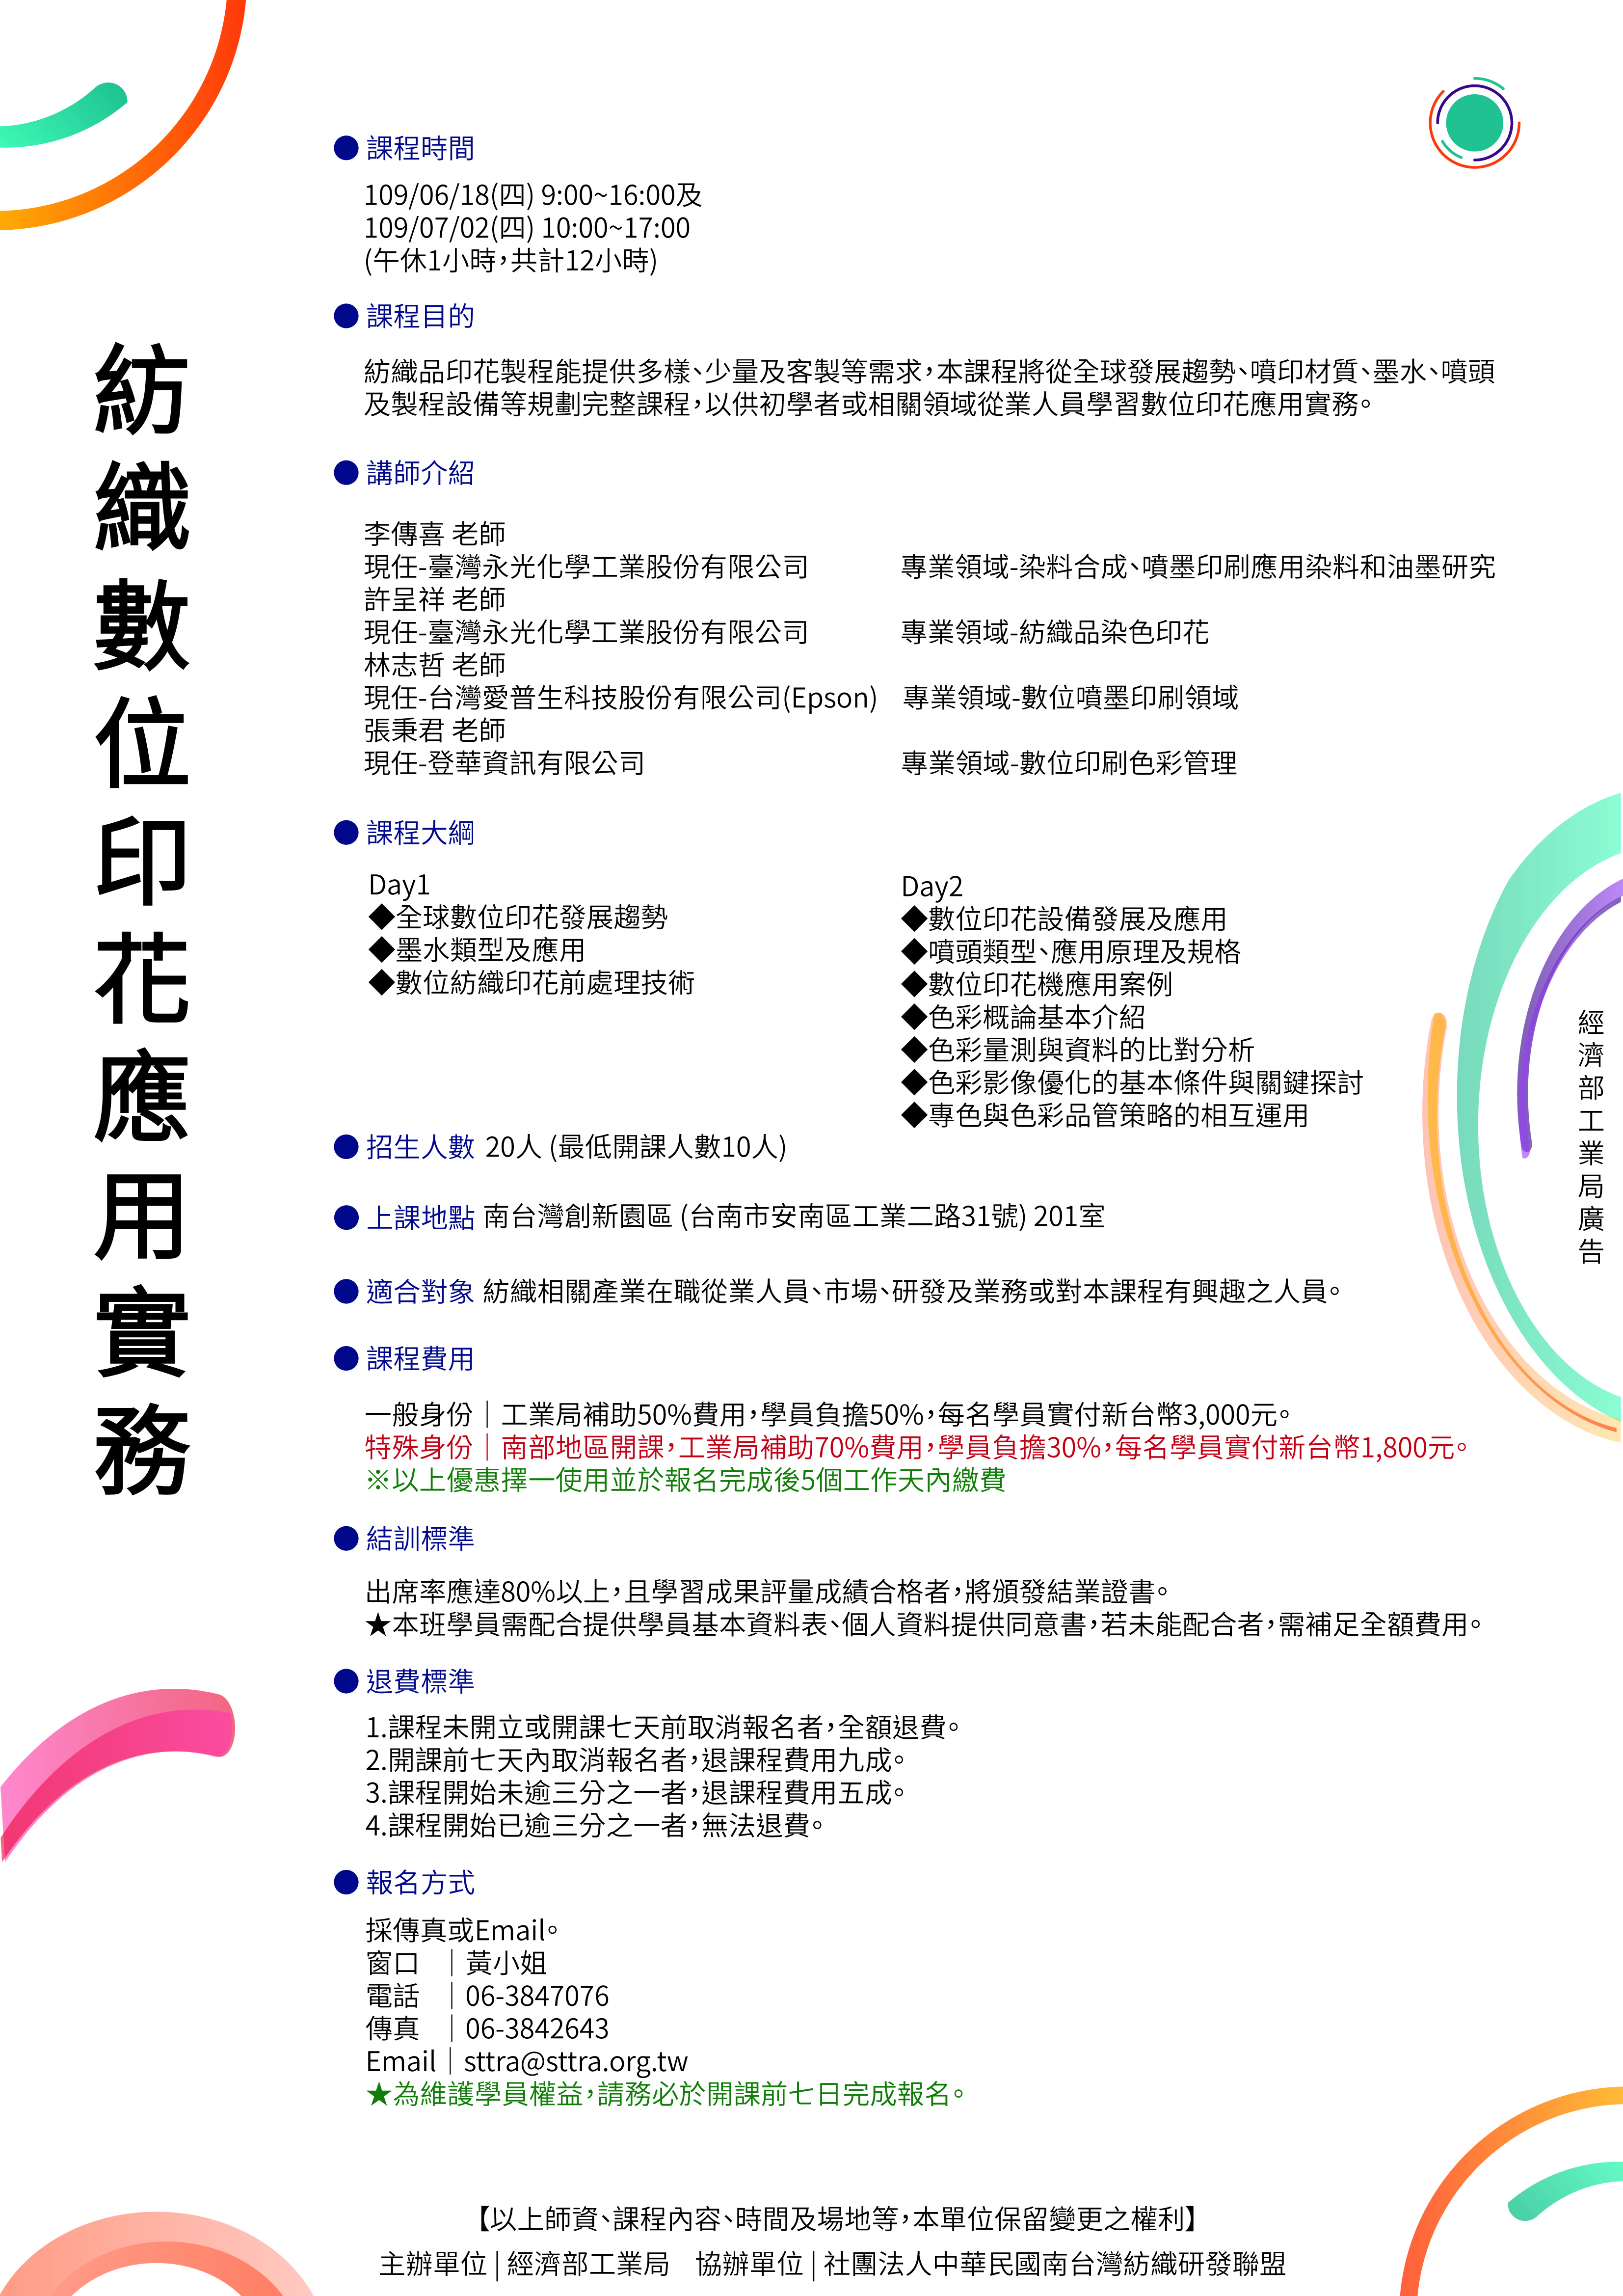 紡織數位印花應用實務
●課程時間
109/06/18(四) 9:00~16:00及
109/07/02(四) 10:00~17:00
(午休1小時，共計12小時)
●課程目的
紡織品印花製程能提供多樣、少量及客製等需求，本課程將從全球發展趨勢、噴印材質、墨水、噴頭
及製程設備等規劃完整課程，以供初學者或相關領域從業人員學習數位印花應用實務。
●講師介紹
李傳喜 老師
現任-臺灣永光化學工業股份有限公司 專業領域-染料合成、噴墨印刷應用染料和油墨研究
許呈祥 老師
現任-臺灣永光化學工業股份有限公司 專業領域-紡織品染色印花
林志哲 老師
現任-台灣愛普生科技股份有限公司(Epson) 專業領域-數位噴墨印刷領域
張秉君 老師
現任-登華資訊有限公司 專業領域-數位印刷色彩管理
●課程大綱
Day1
◆全球數位印花發展趨勢
◆墨水類型及應用
◆數位紡織印花前處理技術
Day2
◆數位印花設備發展及應用
◆噴頭類型、應用原理及規格
◆數位印花機應用案例
◆色彩概論基本介紹
◆色彩量測與資料的比對分析
◆色彩影像優化的基本條件與關鍵探討
◆專色與色彩品管策略的相互運用
●招生人數 20人 (最低開課人數10人)
●上課地點 南台灣創新園區 (台南市安南區工業二路31號) 201室
●適合對象 紡織相關產業在職從業人員、市場、研發及業務或對本課程有興趣之人員。
●課程費用
一般身份｜工業局補助50%費用，學員負擔50%，每名學員實付新台幣3,000元。
特殊身份｜南部地區開課，工業局補助70%費用，學員負擔30%，每名學員實付新台幣1,800元。
※以上優惠擇一使用並於報名完成後5個工作天內繳費
●結訓標準
出席率應達80%以上，且學習成果評量成績合格者，將頒發結業證書。
★本班學員需配合提供學員基本資料表、個人資料提供同意書，若未能配合者，需補足全額費用。
●退費標準
1.課程未開立或開課七天前取消報名者，全額退費。
2.開課前七天內取消報名者，退課程費用九成。
3.課程開始未逾三分之一者，退課程費用五成。
4.課程開始已逾三分之一者，無法退費。
●報名方式
採傳真或Email。
窗口 ｜黃小姐
電話 ｜06-3847076
傳真 ｜06-3842643
Email｜sttra@sttra.org.tw
★為維護學員權益，請務必於開課前七日完成報名。
經濟部工業局廣告
【以上師資、課程內容、時間及場地等，本單位保留變更之權利】
主辦單位 | 經濟部工業局 協辦單位 | 社團法人中華民國南台灣紡織研發聯盟